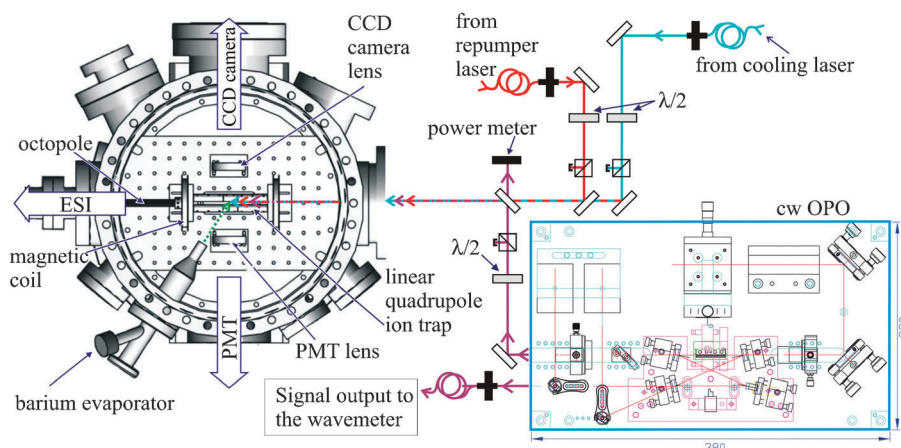 CCD
camera
lens
from
repumper
laser
from cooling laser
λ/2
power meter
CCD camera
octopole
ESI
magnetic
coil
λ/2
cw OPO
linear
quadrupole
ion trap
PMT
PMT lens
barium evaporator
Signal output to
the wavemeter